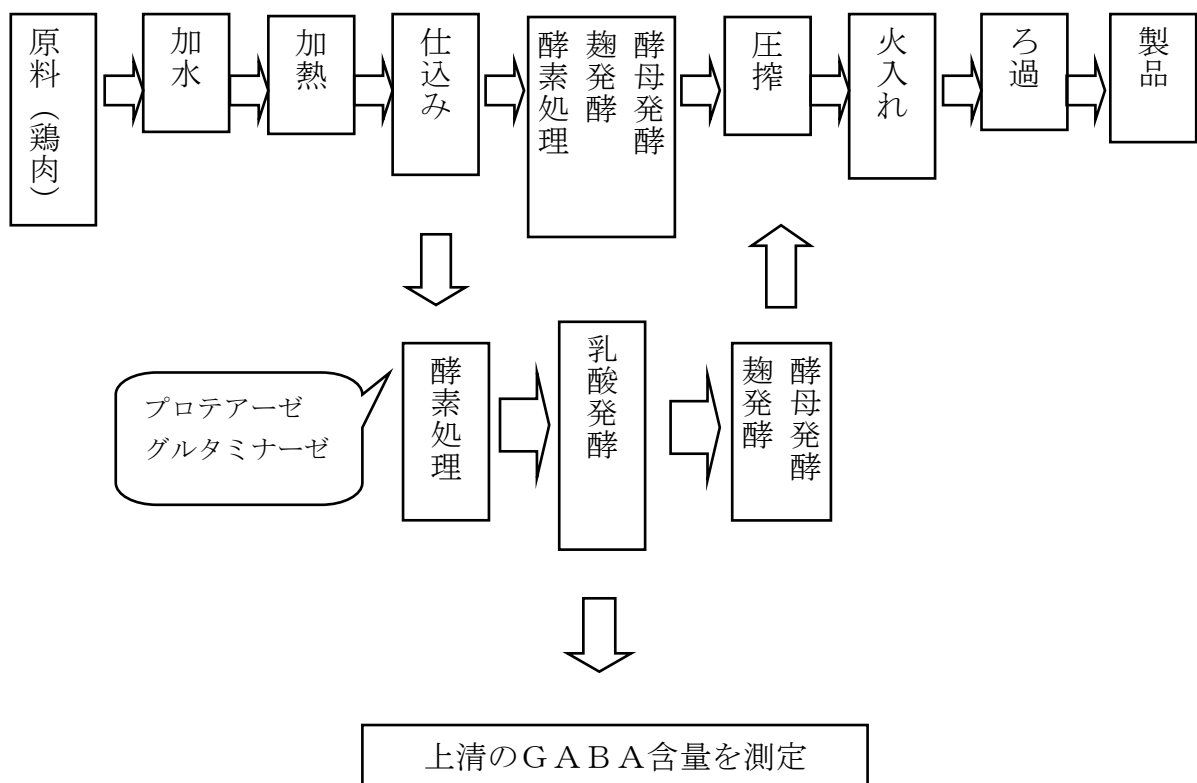 原料（鶏肉）
加水
加熱
仕込み
酵母発酵
麹発酵
酵素処理
圧搾
火入れ
ろ過
製品
プロテアーゼ
グルタミナーゼ
酵素処理
乳酸発酵
酵母発酵
麹発酵
上清のＧＡＢＡ含量を測定